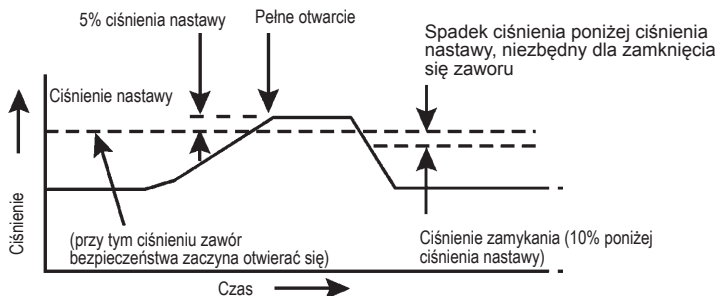 5% ciśnienia nastawy
Pełne otwarcie
Spadek ciśnienia poniżej ciśnienia
nastawy, niezbędny dla zamknięcia
się zaworu
Ciśnienie nastawy
Ciśnienie
(przy tym ciśnieniu zawór
bezpieczeństwa zaczyna otwierać się)
Ciśnienie zamykania (10% poniżej
ciśnienia nastawy)
Czas